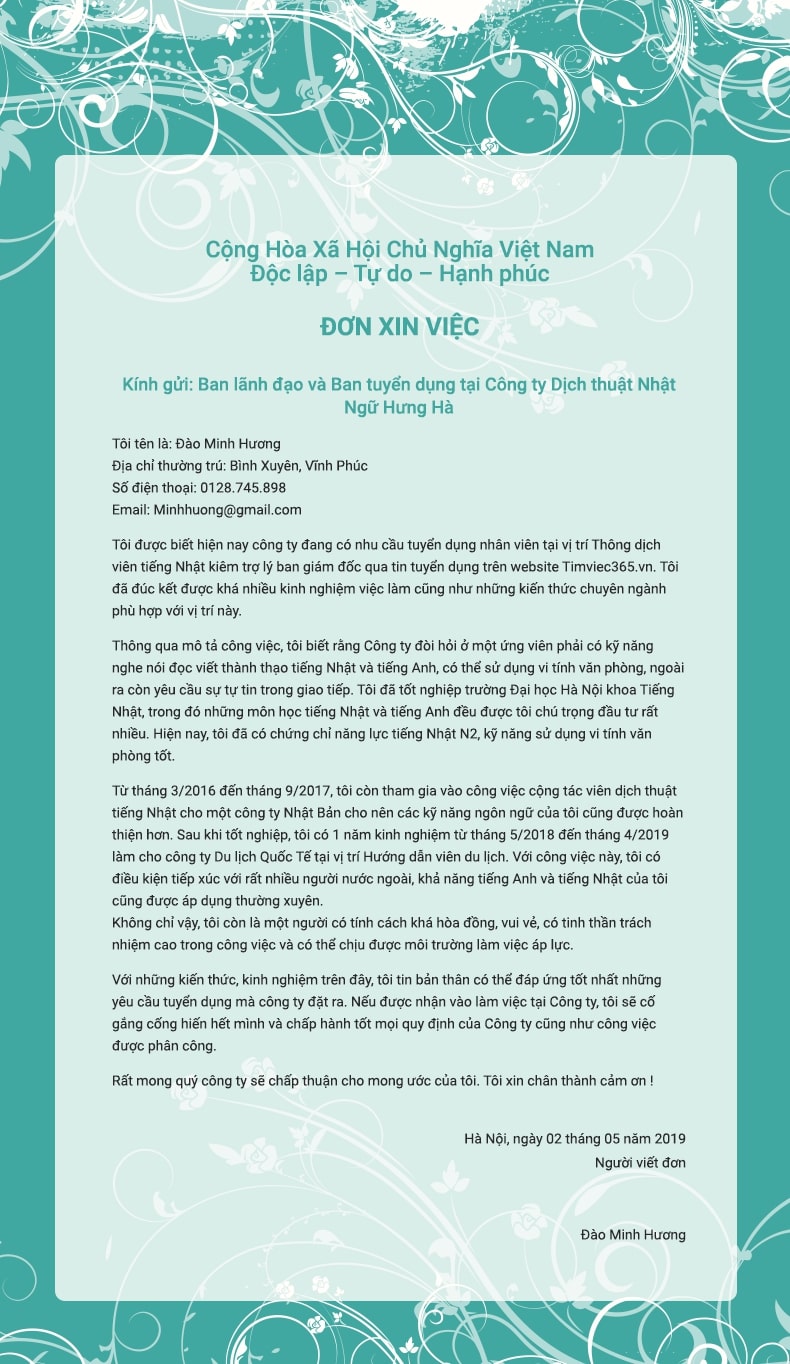 Cộng Hòa Xã Hội Chủ Nghĩa Việt Nam
Độc lập – Tự do – Hạnh phúc
ĐƠN XIN VIỆC
Kính gửi: Ban lãnh đạo và Ban tuyển dụng tại Công ty Dịch thuật Nhật
Ngữ Hưng Hà
Tôi tên là: Đào Minh Hương
Địa chỉ thường trú: Bình Xuyên, Vĩnh Phúc
Số điện thoại: 0128.745.898
Email: Minhhuong@gmail.com
Tôi được biết hiện nay công ty đang có nhu cầu tuyển dụng nhân viên tại vị trí Thông dịch
viên tiếng Nhật kiêm trợ lý ban giám đốc qua tin tuyển dụng trên website Timviec365.vn. Tôi
đã đúc kết được khá nhiều kinh nghiệm việc làm cũng như những kiến thức chuyên ngành
phù hợp với vị trí này.
Thông qua mô tả công việc, tôi biết rằng Công ty đòi hỏi ở một ứng viên phải có kỹ năng
nghe nói đọc viết thành thạo tiếng Nhật và tiếng Anh, có thể sử dụng vi tính văn phòng, ngoài
ra còn yêu cầu sự tự tin trong giao tiếp. Tôi đã tốt nghiệp trường Đại học Hà Nội khoa Tiếng
Nhật, trong đó những môn học tiếng Nhật và tiếng Anh đều được tôi chú trọng đầu tư rất
nhiều. Hiện nay, tôi đã có chứng chỉ năng lực tiếng Nhật N2, kỹ năng sử dụng vi tính văn
phòng tốt.
Từ tháng 3/2016 đến tháng 9/2017, tôi còn tham gia vào công việc cộng tác viên dịch thuật
tiếng Nhật cho một công ty Nhật Bản cho nên các kỹ năng ngôn ngữ của tôi cũng được hoàn
thiện hơn. Sau khi tốt nghiệp, tôi có 1 năm kinh nghiệm từ tháng 5/2018 đến tháng 4/2019
làm cho công ty Du lịch Quốc Tế tại vị trí Hướng dẫn viên du lịch. Với công việc này, tôi có
điều kiện tiếp xúc với rất nhiều người nước ngoài, khả năng tiếng Anh và tiếng Nhật của tôi
cũng được áp dụng thường xuyên.
Không chỉ vậy, tôi còn là một người có tính cách khá hòa đồng, vui vẻ, có tinh thần trách
nhiệm cao trong công việc và có thể chịu được môi trường làm việc áp lực.
Với những kiến thức, kinh nghiệm trên đây, tôi tin bản thân có thể đáp ứng tốt nhất những
yêu cầu tuyển dụng mà công ty đặt ra. Nếu được nhận vào làm việc tại Công ty, tôi sẽ cố
gắng cống hiến hết mình và chấp hành tốt mọi quy định của Công ty cũng như công việc
được phân công.
Rất mong quý công ty sẽ chấp thuận cho mong ước của tôi. Tôi xin chân thành cảm ơn !
Hà Nội, ngày 02 tháng 05 năm 2019
Người viết đơn
Đào Minh Hương